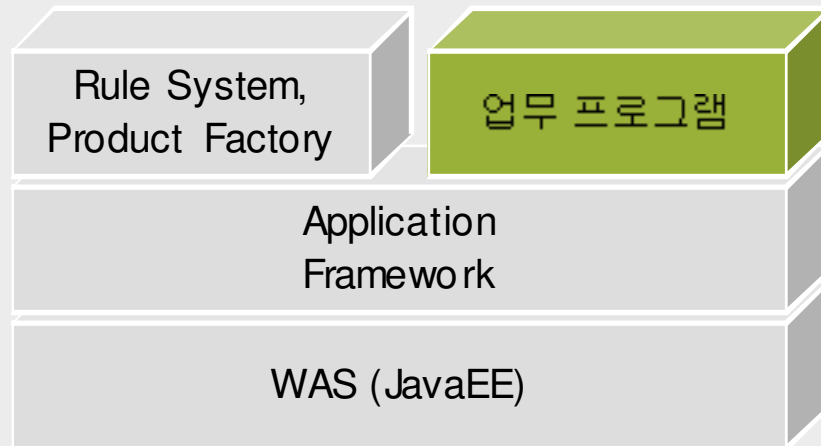 Rule System,
Product Factory
업무 프로그램
Application
Framework
WAS (JavaEE)